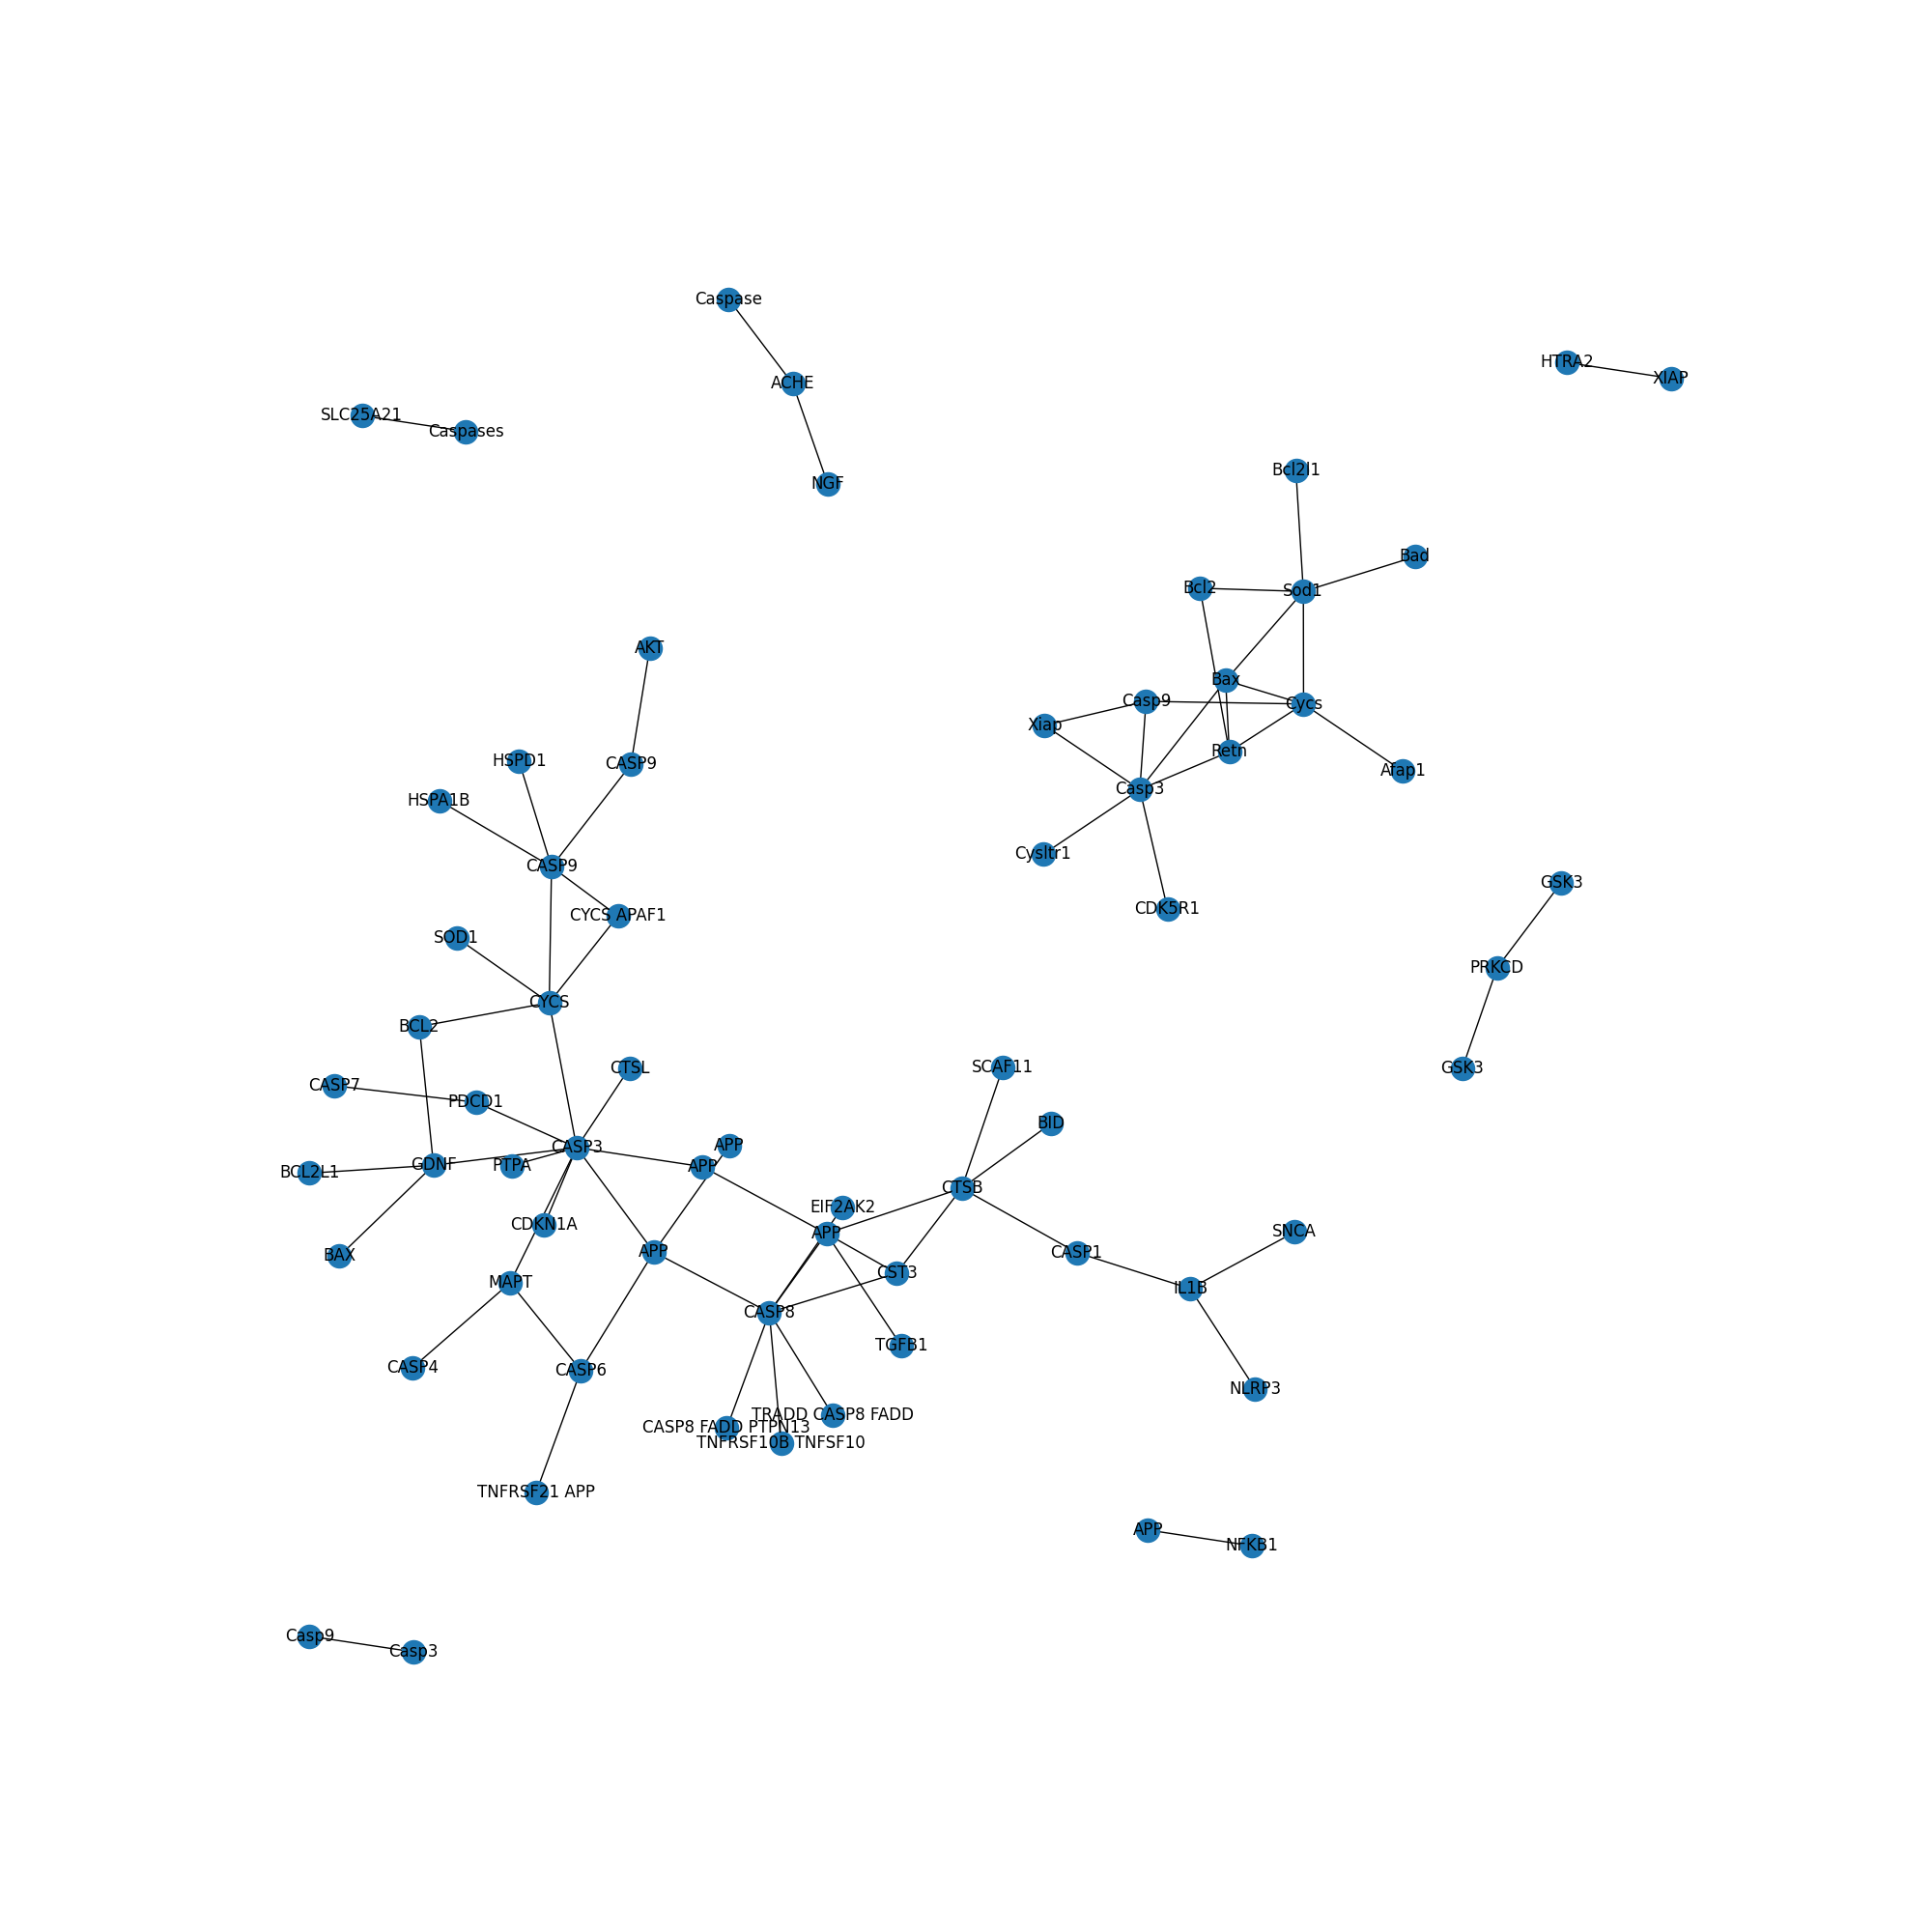 Caspase
HTRA2
XIAP
ACHE
SLC25A21
Caspases
Bcl2l1
NGF
Bad
Bcl2
Sod1
AKT
Bax
Casp9
Cycs
Xiap
Retn
HSPD1
CASP9
Afap1
Casp3
HSPA1B
Cysltr1
CASP9
GSK3
CDK5R1
CYCS APAF1
SOD1
PRKCD
CYCS
BCL2
SCAF11
CTSL
GSK3
CASP7
PDCD1
BID
CASP3
APP
GDNF
PTPA
APP
BCL2L1
CTSB
EIF2AK2
CDKN1A
APP
SNCA
BAX
APP
CASP1
CST3
MAPT
IL1B
CASP8
TGFB1
CASP4
CASP6
NLRP3
TRADD CASP8 FADD
CASP8 FADD PTPN13
TNFRSF10B TNFSF10
TNFRSF21 APP
APP
NFKB1
Casp9
Casp3